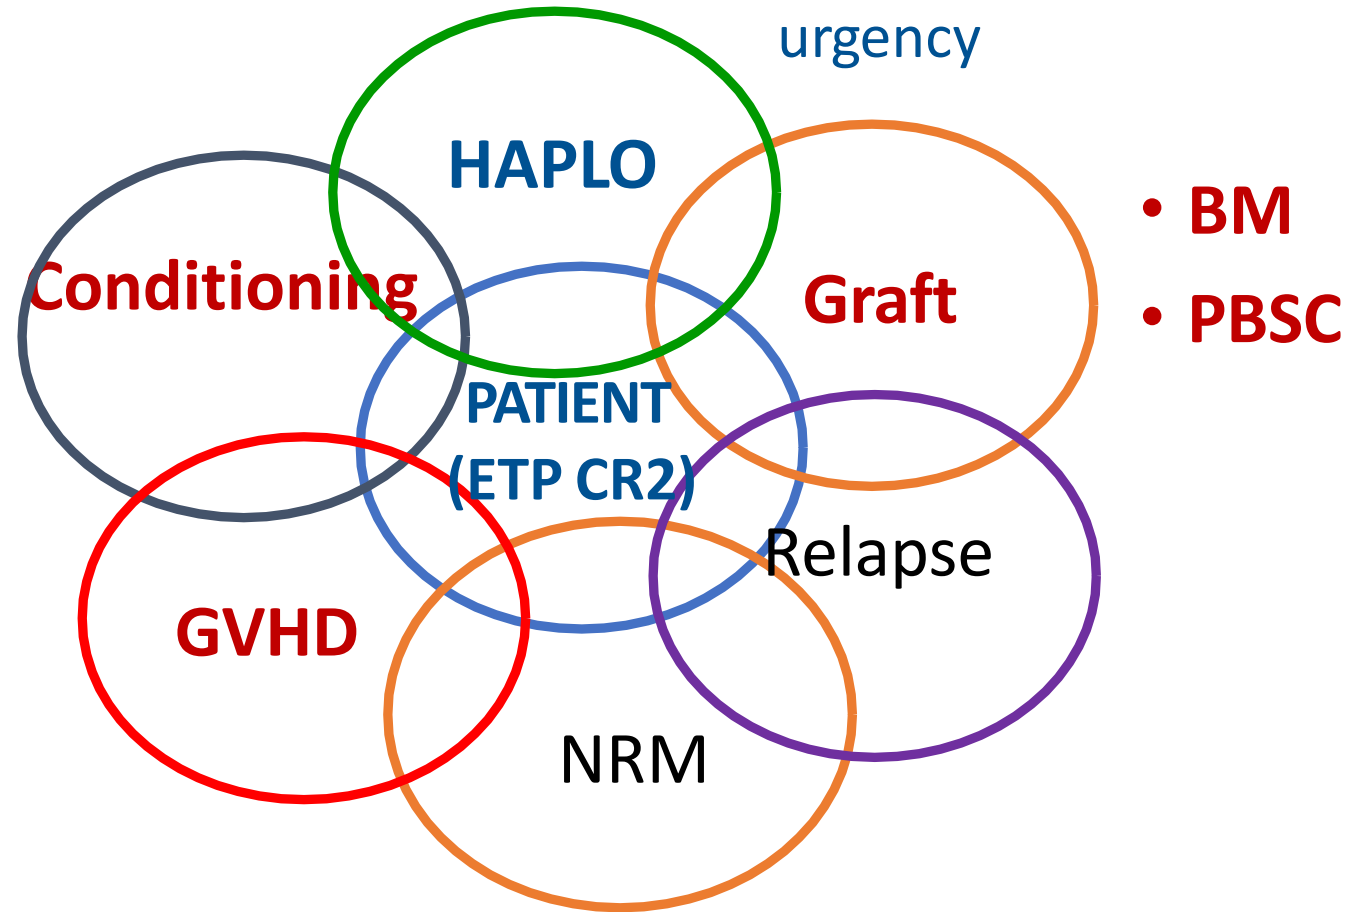 urgency
HAPLO
• BM
Conditioning
Graft
• PBSC
PATIENT
(ETP CR2)
Relapse
GVHD
NRM